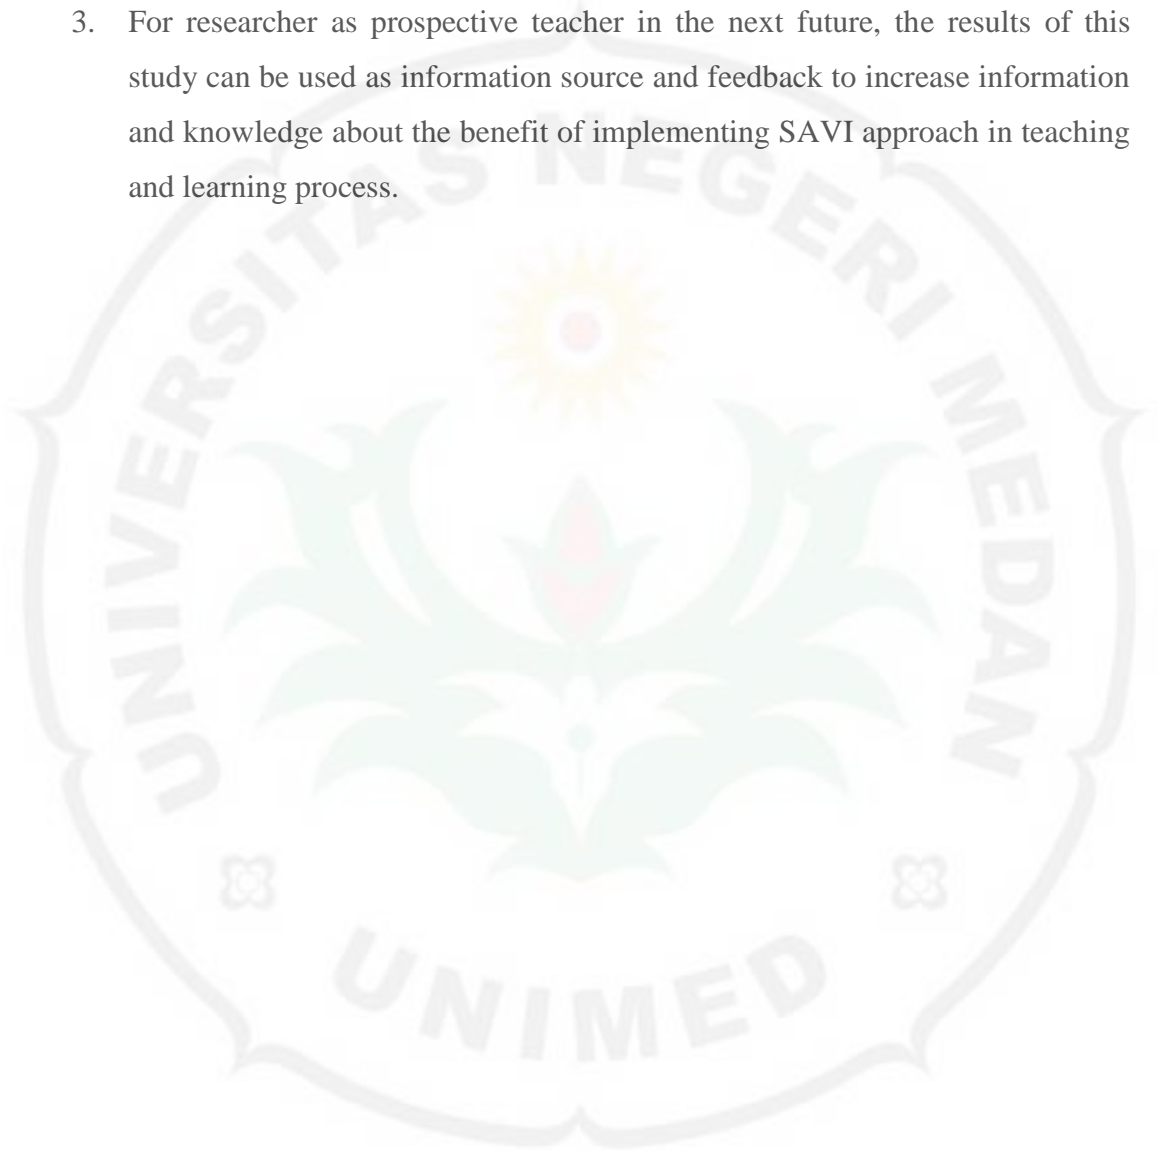 3. For researcher as prospective teacher in the next future, the results of this
study can be used as information source and feedback to increase information
and knowledge about the benefit of implementing SAVI approach in teaching
and learning process.
UNIVERSITAS NEGERI MEDAN
UNIMED